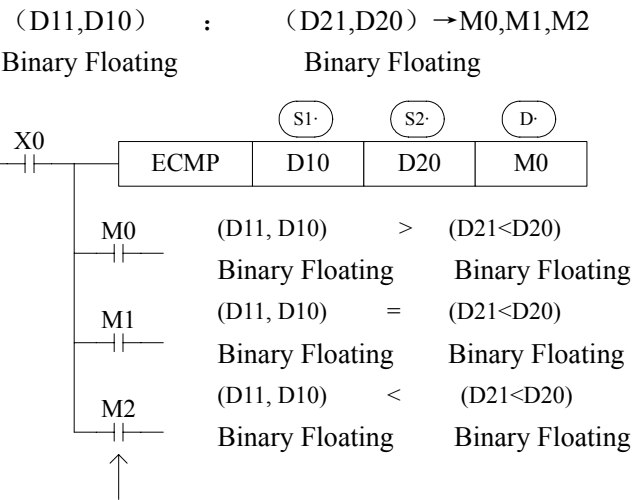 （D11,D10） : （D21,D20）→M0,M1,M2
Binary Floating Binary Floating
S1· S2· D·
X0
ECMP D10 D20 M0
M0 (D11, D10) > (D21<D20)
Binary Floating Binary Floating
M1 (D11, D10) = (D21<D20)
Binary Floating Binary Floating
M2 (D11, D10) < (D21<D20)
Binary Floating Binary Floating